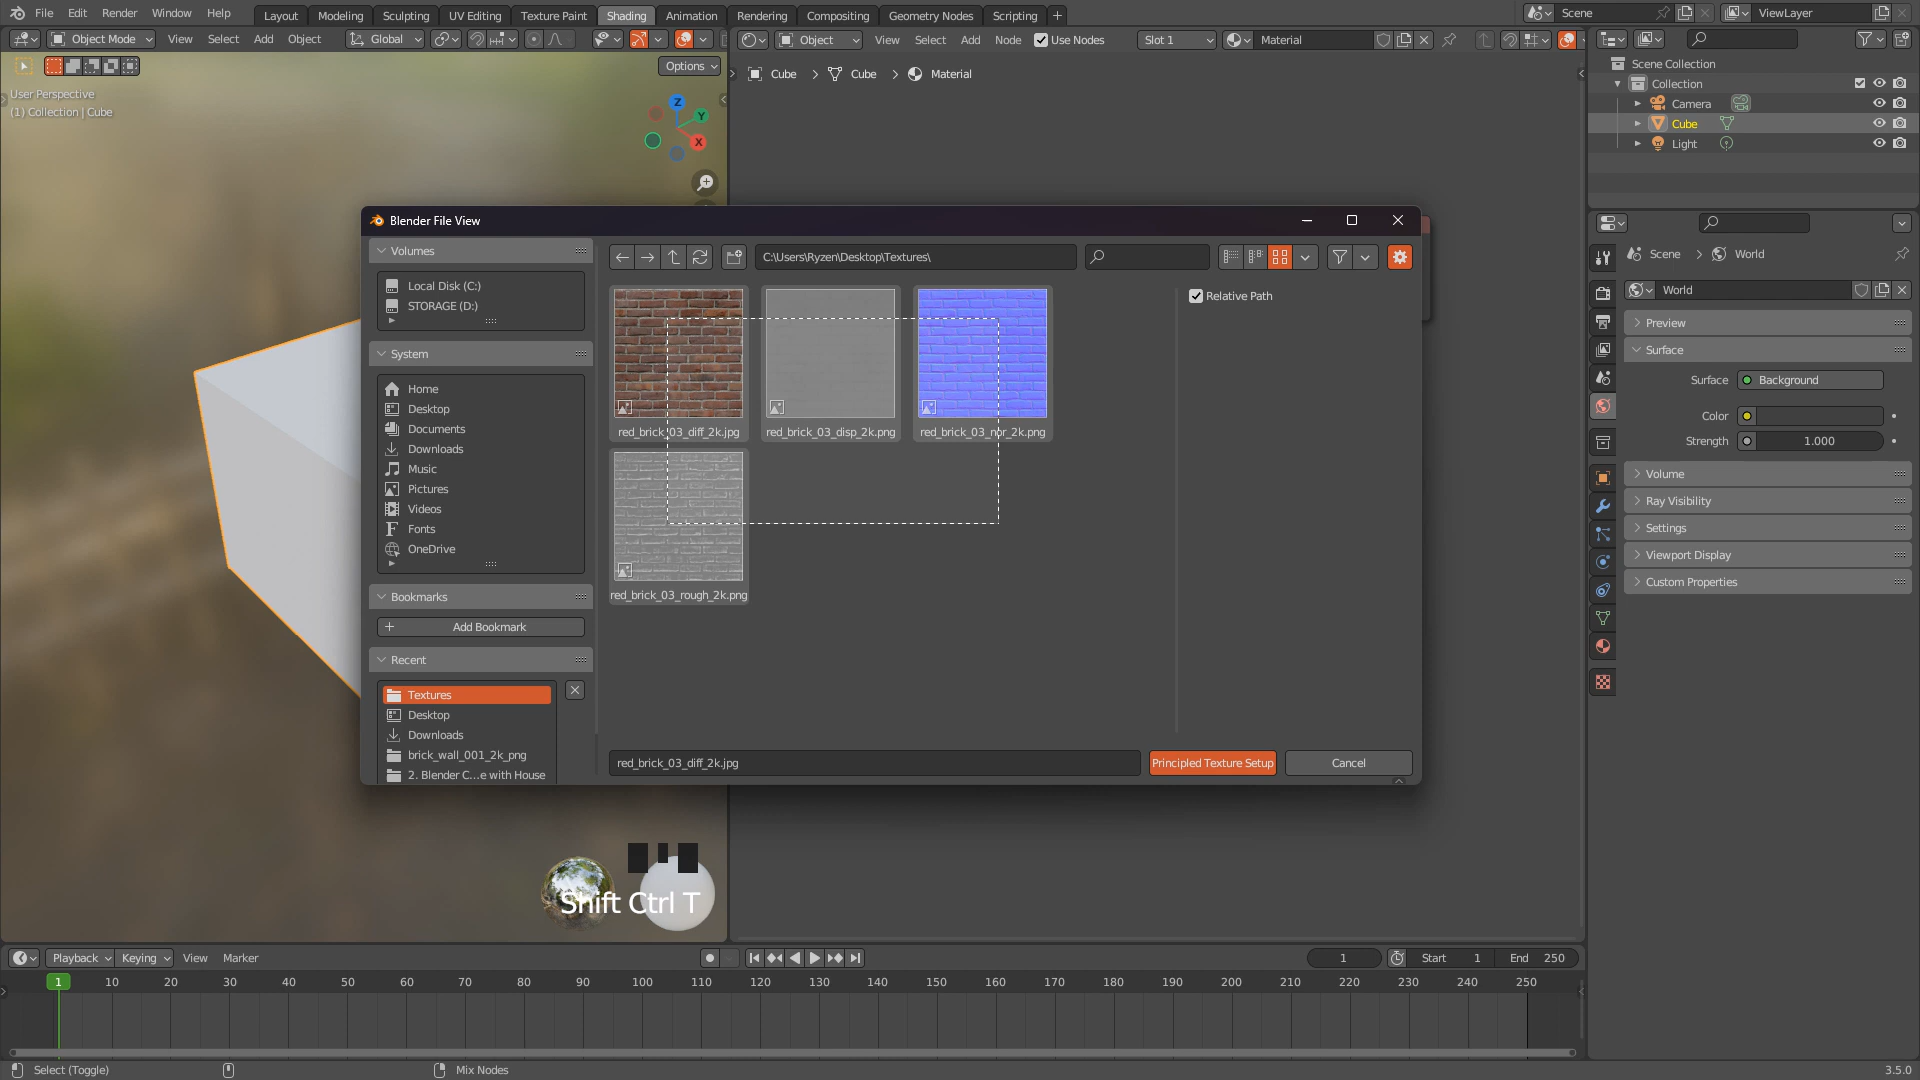 File Edit Render Window Help Layout Modeling Sculpting UV Editing Texture Paint Shading Animation Rendering Compositing Geometry Nodes Scripting + Scene ViewLayer
Object Mode View Select Add Object Global Object View Select Add Node Use Nodes Slot 1 Material
Options
Cube > Cube > Material
User Perspective
(1) Collection | Cube
Z
Y
X
Scene Collection
Collection
Camera
Cube
Light
Blender File View
Volumes
Local Disk (C:)
STORAGE (D:)
System
Home
Desktop
Documents
Downloads
Music
Pictures
Videos
Fonts
OneDrive
Bookmarks
Add Bookmark
Recent
Textures
Desktop
Downloads
brick_wall_001_2k_png
2. Blender C...e with House
C:\Users\Ryzen\Desktop\Textures\
Relative Path
red_brick_03_diff_2k.jpg
red_brick_03_disp_2k.png
red_brick_03_nor_2k.png
red_brick_03_rough_2k.png
red_brick_03_diff_2k.jpg Principled Texture Setup Cancel
Scene > World
World
Preview
Surface
Surface Background
Color
Strength 1.000
Volume
Ray Visibility
Settings
Viewport Display
Custom Properties
Shift Ctrl T
Playback Keying View Marker 1 Start 1 End 250
1 10 20 30 40 50 60 70 80 90 100 110 120 130 140 150 160 170 180 190 200 210 220 230 240 250
Select (Toggle) Mix Nodes 3.5.0